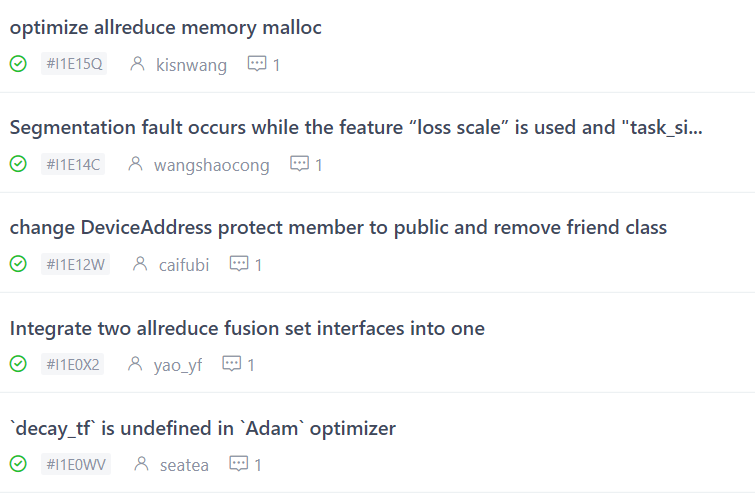 optimize allreduce memory malloc
#I1E15Q kisnwang 1
Segmentation fault occurs while the feature “loss scale” is used and "task_si...
#I1E14C wangshaocong 1
change DeviceAddress protect member to public and remove friend class
#I1E12W caifubi 1
Integrate two allreduce fusion set interfaces into one
#I1E0X2 yao_yf 1
`decay_tf` is undefined in `Adam` optimizer
#I1E0WV seatea 1